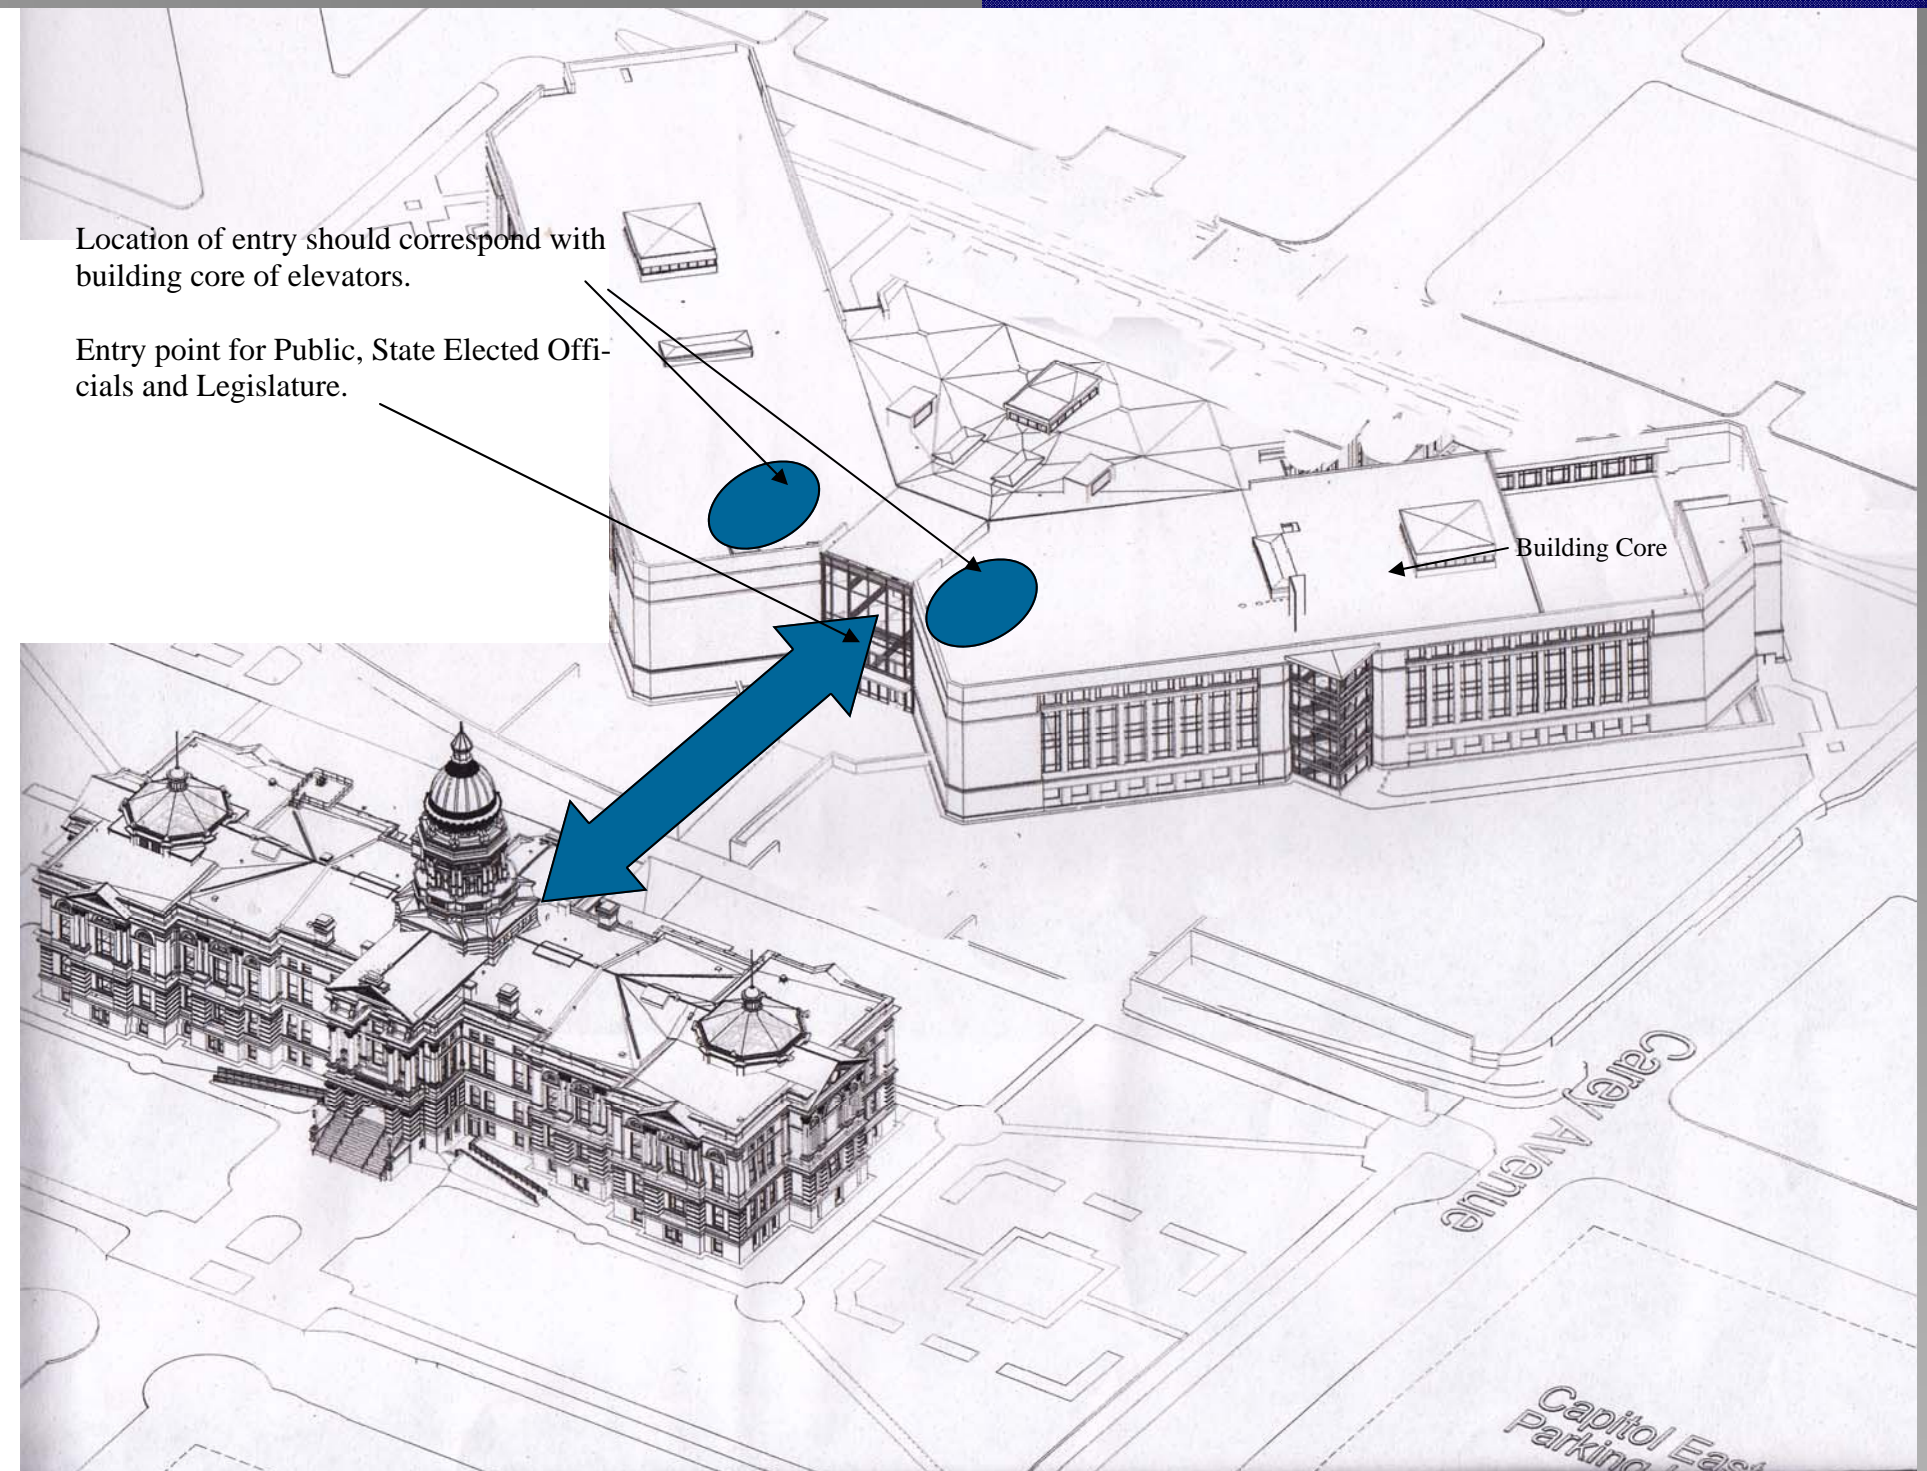 Location of entry should correspond with
building core of elevators.
Entry point for Public, State Elected Offi-
cials and Legislature.
Building Core
Carey Avenue
Capitol East
Parking